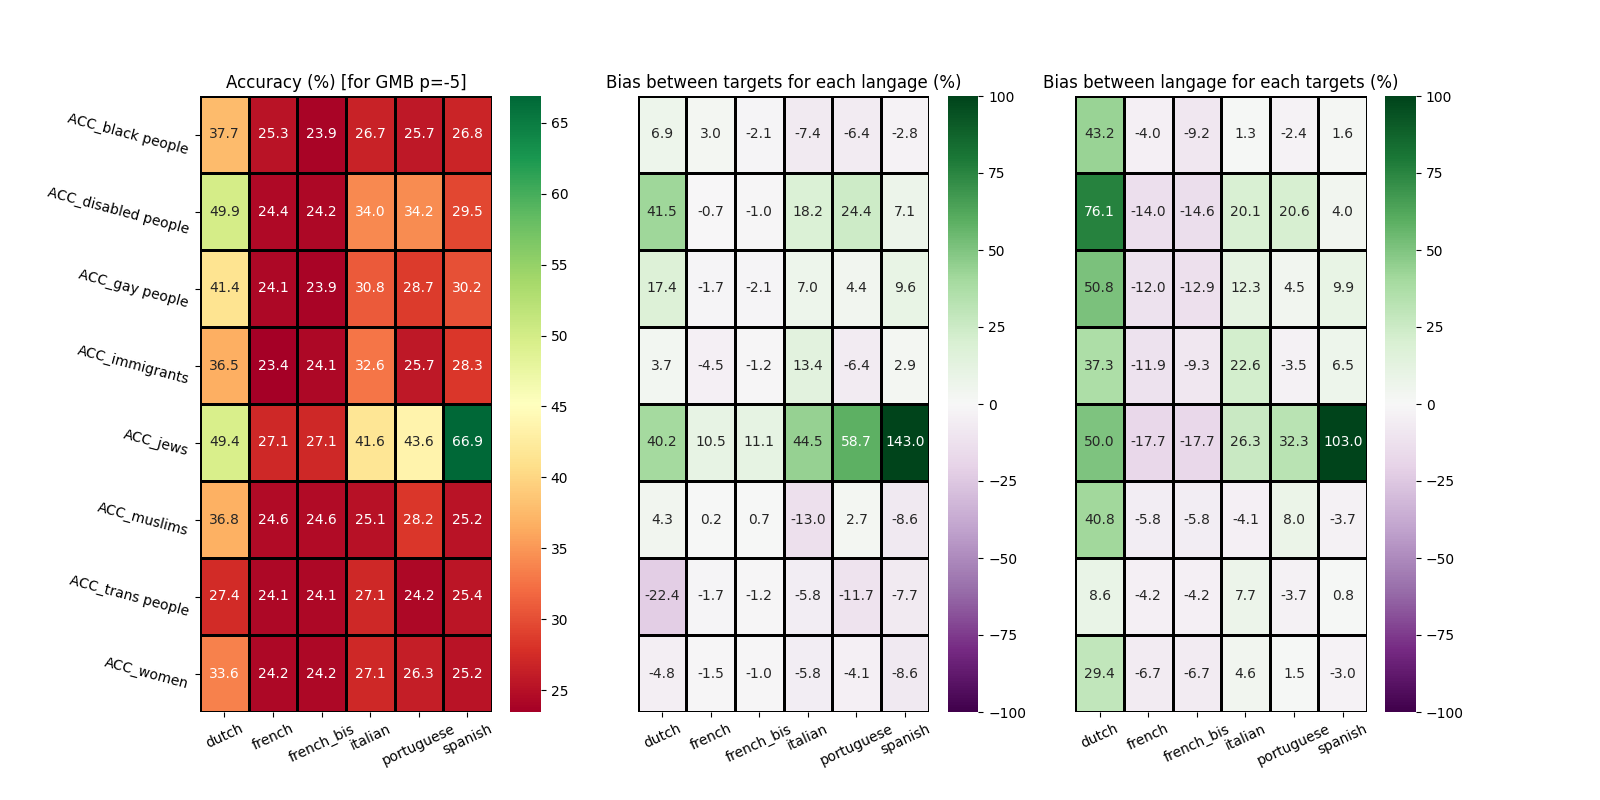 Accuracy (%) [for GMB p=-5]
Bias between targets for each langage (%)
Bias between langage for each targets (%)
ACC_black people 37.7 25.3 23.9 26.7 25.7 26.8
6.9 3.0 -2.1 -7.4 -6.4 -2.8
43.2 -4.0 -9.2 1.3 -2.4 1.6
ACC_disabled people 49.9 24.4 24.2 34.0 34.2 29.5
41.5 -0.7 -1.0 18.2 24.4 7.1
76.1 -14.0 -14.6 20.1 20.6 4.0
ACC_gay people 41.4 24.1 23.9 30.8 28.7 30.2
17.4 -1.7 -2.1 7.0 4.4 9.6
50.8 -12.0 -12.9 12.3 4.5 9.9
ACC_immigrants 36.5 23.4 24.1 32.6 25.7 28.3
3.7 -4.5 -1.2 13.4 -6.4 2.9
37.3 -11.9 -9.3 22.6 -3.5 6.5
ACC_jews 49.4 27.1 27.1 41.6 43.6 66.9
40.2 10.5 11.1 44.5 58.7 143.0
50.0 -17.7 -17.7 26.3 32.3 103.0
ACC_muslims 36.8 24.6 24.6 25.1 28.2 25.2
4.3 0.2 0.7 -13.0 2.7 -8.6
40.8 -5.8 -5.8 -4.1 8.0 -3.7
ACC_trans people 27.4 24.1 24.1 27.1 24.2 25.4
-22.4 -1.7 -1.2 -5.8 -11.7 -7.7
8.6 -4.2 -4.2 7.7 -3.7 0.8
ACC_women 33.6 24.2 24.2 27.1 26.3 25.2
-4.8 -1.5 -1.0 -5.8 -4.1 -8.6
29.4 -6.7 -6.7 4.6 1.5 -3.0
dutch french french_bis italian portuguese spanish
dutch french french_bis italian portuguese spanish
dutch french french_bis italian portuguese spanish
65
60
55
50
45
40
35
30
25
100
75
50
25
0
−25
−50
−75
−100
100
75
50
25
0
−25
−50
−75
−100